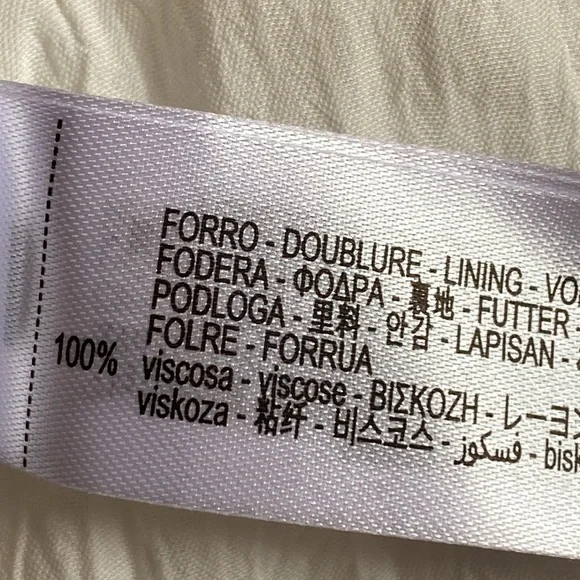 FORRO - DOUBLURE - LINING - VO
FODERA - ΦΟΔΡΑ - 裏地 - FUTTER
PODLOGA - 里料 - 안감 - LAPISAN -
FOLRE - FORRUA
100% viscosa - viscose - ΒΙΣΚΟΖΗ - レーヨ
viskoza - 粘纤 - 비스코스 - فسكوز - bisk